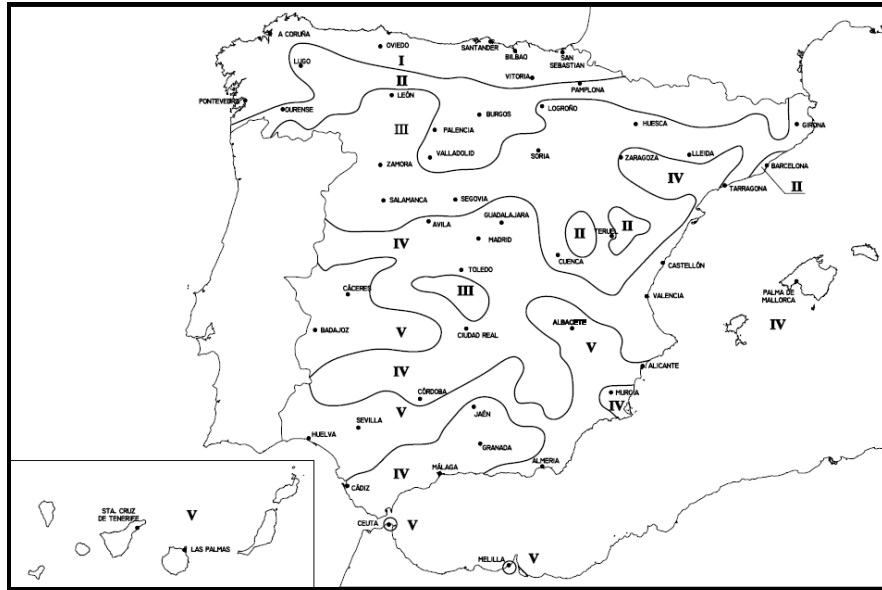 A CORUÑA
OVIEDO
SANTANDER
BILBAO
SAN
SEBASTIAN
LUGO
I
II
VITORIA
PAMPLONA
PONTEVEDRA
OURENSE
LEÓN
BURGOS
LOGROÑO
HUESCA
GIRONA
III
PALENCIA
VALLADOLID
ZAMORA
SORIA
ZARAGOZA
LLEIDA
BARCELONA
IV
TARRAGONA
II
SALAMANCA
SEGOVIA
AVILA
GUADALAJARA
II
TERUEL
II
IV
MADRID
CUENCA
CASTELLÓN
TOLEDO
CÁCERES
III
VALENCIA
PALMA DE
MALLORCA
IV
BADAJOZ
V
CIUDAD REAL
ALBACETE
V
ALICANTE
IV
CÓRDOBA
MURCIA
IV
V
JAÉN
SEVILLA
HUELVA
GRANADA
IV
MÁLAGA
ALMERIA
CÁDIZ
CEUTA
V
MELILLA
V
STA. CRUZ
DE TENERIFE
V
LAS PALMAS